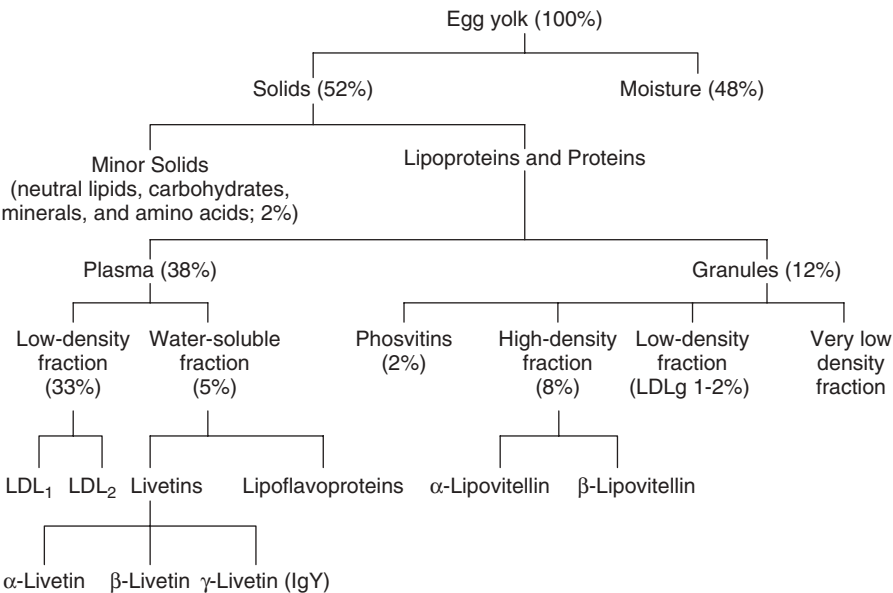 Egg yolk (100%)
Solids (52%)
Moisture (48%)
Minor Solids
(neutral lipids, carbohydrates,
minerals, and amino acids; 2%)
Lipoproteins and Proteins
Plasma (38%)
Granules (12%)
Low-density
fraction
(33%)
Water-soluble
fraction
(5%)
Phosvitins
(2%)
High-density
fraction
(8%)
Low-density
fraction
(LDLg 1-2%)
Very low
density
fraction
LDL₁
LDL₂
Livetins
Lipoflavoproteins
α-Lipovitellin
β-Lipovitellin
α-Livetin
β-Livetin
γ-Livetin (IgY)